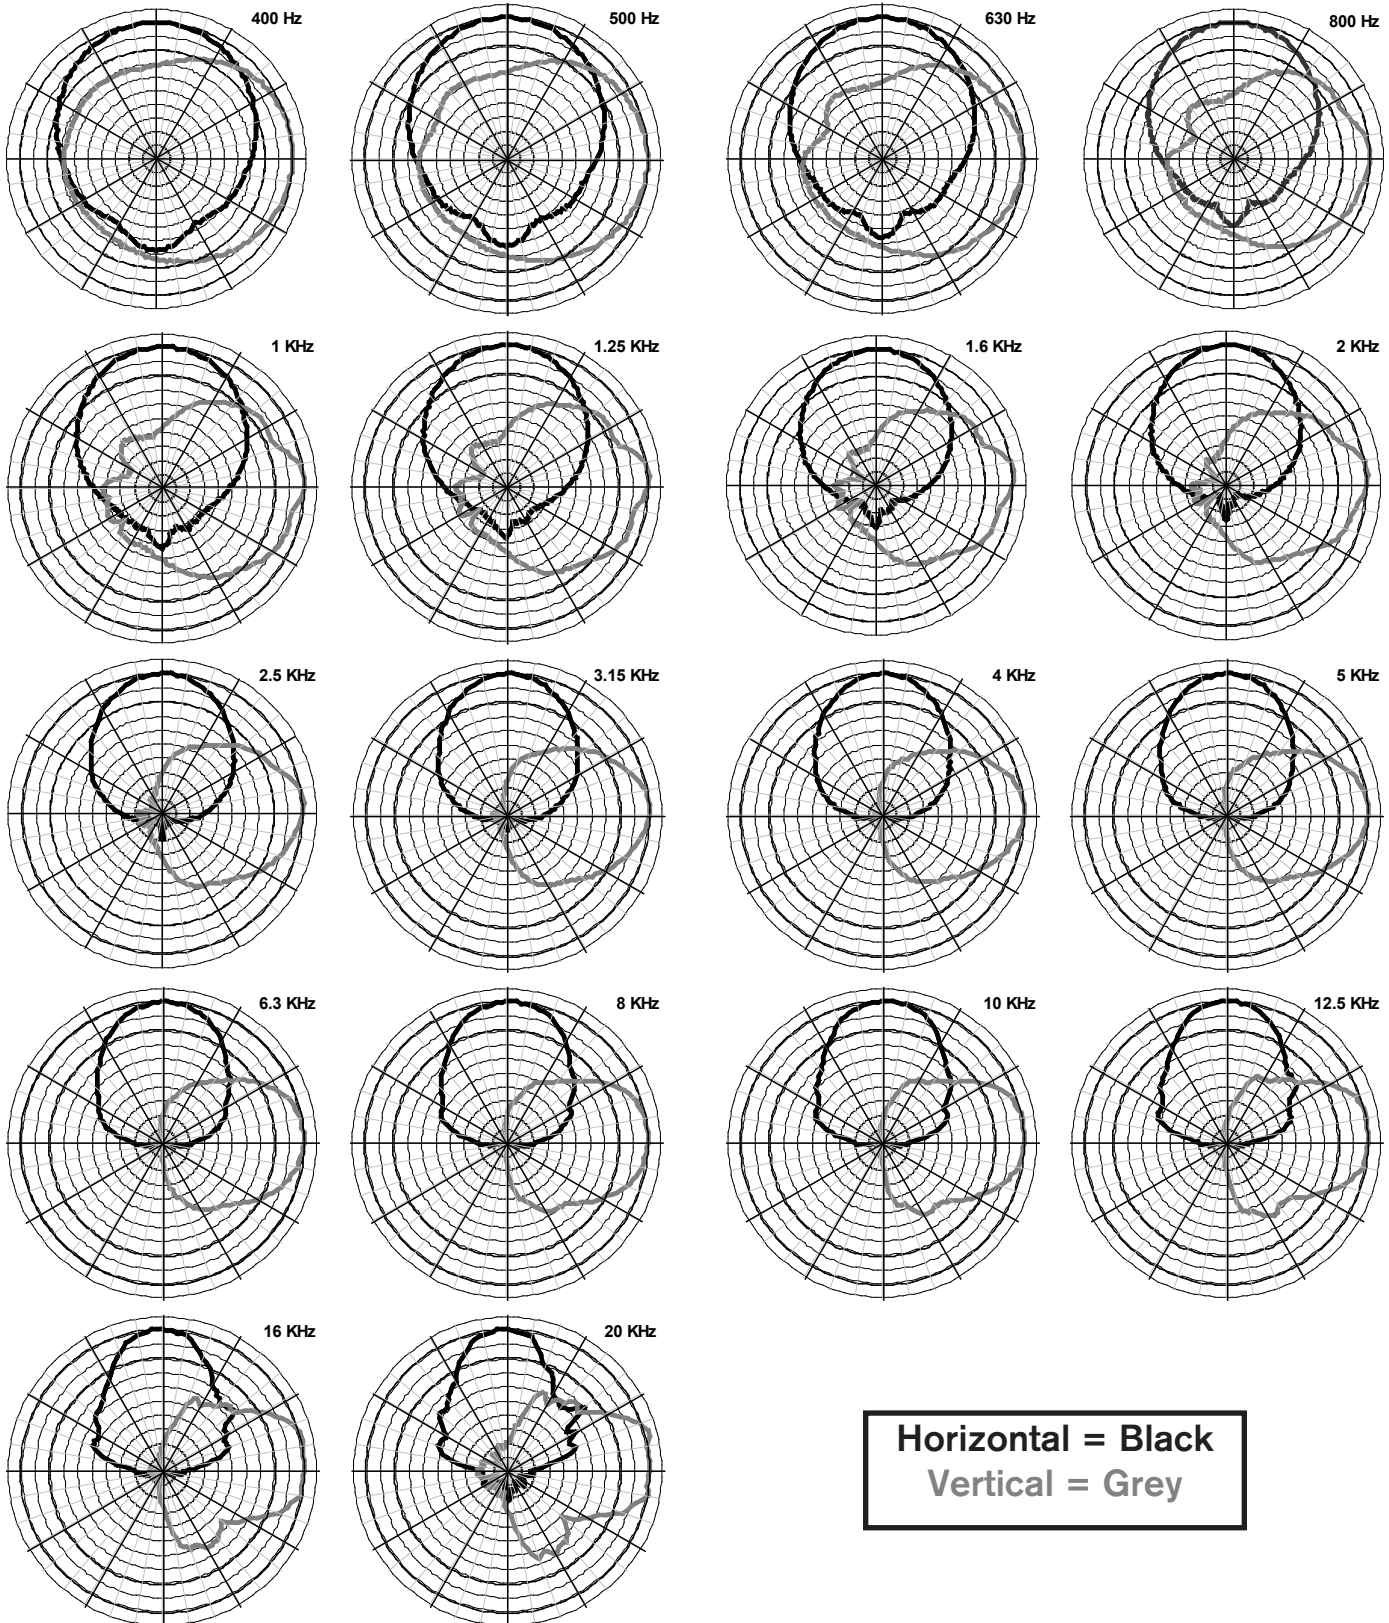 400 Hz
500 Hz
630 Hz
800 Hz
1 KHz
1.25 KHz
1.6 KHz
2 KHz
2.5 KHz
3.15 KHz
4 KHz
5 KHz
6.3 KHz
8 KHz
10 KHz
12.5 KHz
16 KHz
20 KHz
Horizontal = Black
Vertical = Grey